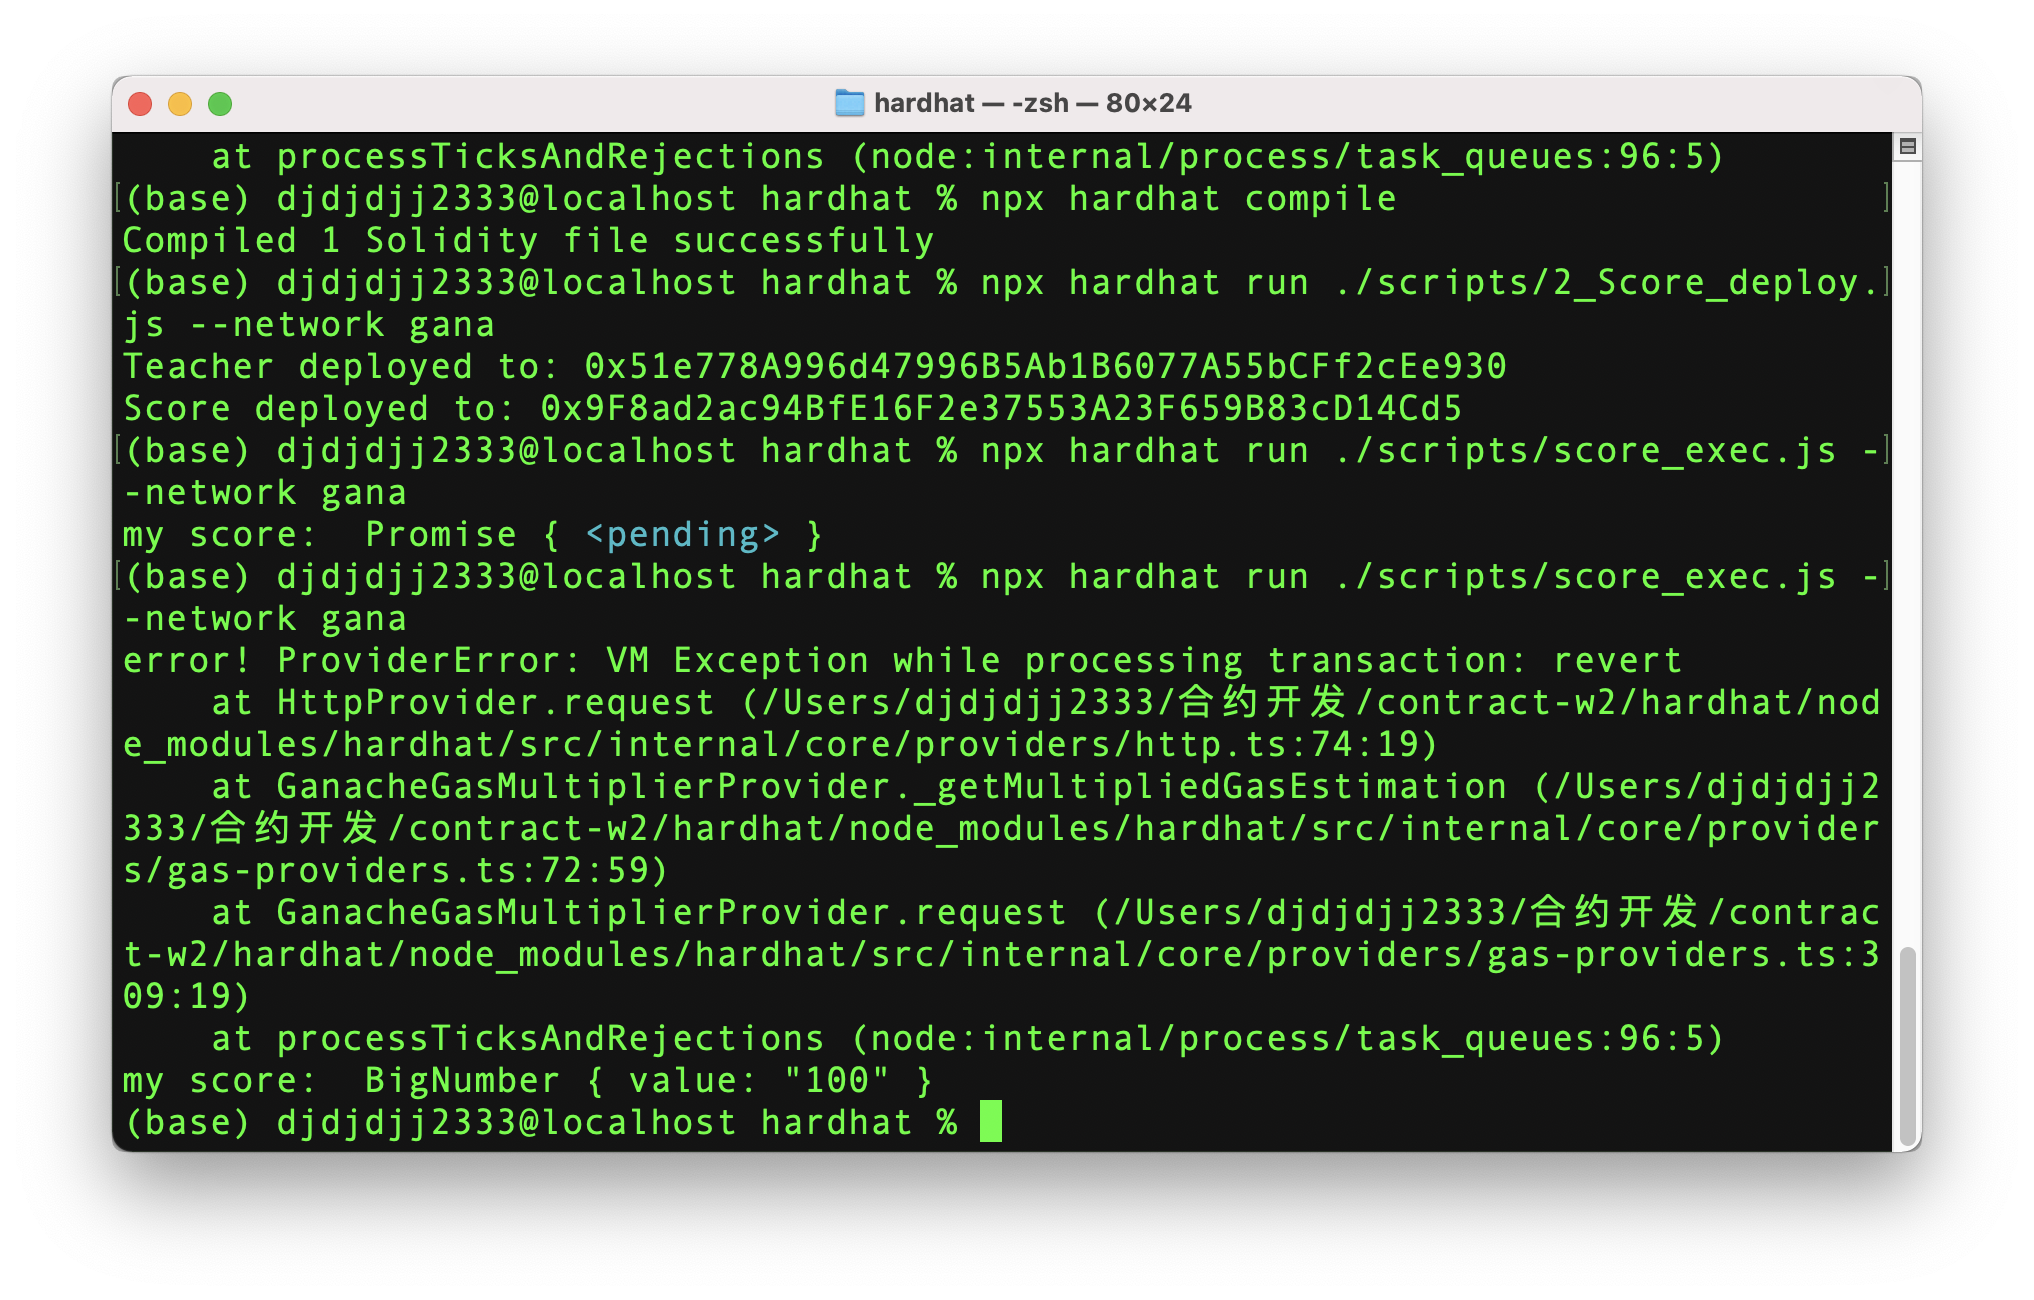 hardhat — -zsh — 80×24
    at processTicksAndRejections (node:internal/process/task_queues:96:5)
(base) djdjdjj2333@localhost hardhat % npx hardhat compile
Compiled 1 Solidity file successfully
(base) djdjdjj2333@localhost hardhat % npx hardhat run ./scripts/2_Score_deploy.
js --network gana
Teacher deployed to: 0x51e778A996d47996B5Ab1B6077A55bCFf2cEe930
Score deployed to: 0x9F8ad2ac94BfE16F2e37553A23F659B83cD14Cd5
(base) djdjdjj2333@localhost hardhat % npx hardhat run ./scripts/score_exec.js -
-network gana
my score:  Promise { <pending> }
(base) djdjdjj2333@localhost hardhat % npx hardhat run ./scripts/score_exec.js -
-network gana
error! ProviderError: VM Exception while processing transaction: revert
    at HttpProvider.request (/Users/djdjdjj2333/合约开发/contract-w2/hardhat/nod
e_modules/hardhat/src/internal/core/providers/http.ts:74:19)
    at GanacheGasMultiplierProvider._getMultipliedGasEstimation (/Users/djdjdjj2
333/合约开发/contract-w2/hardhat/node_modules/hardhat/src/internal/core/provider
s/gas-providers.ts:72:59)
    at GanacheGasMultiplierProvider.request (/Users/djdjdjj2333/合约开发/contrac
t-w2/hardhat/node_modules/hardhat/src/internal/core/providers/gas-providers.ts:3
09:19)
    at processTicksAndRejections (node:internal/process/task_queues:96:5)
my score:  BigNumber { value: "100" }
(base) djdjdjj2333@localhost hardhat %